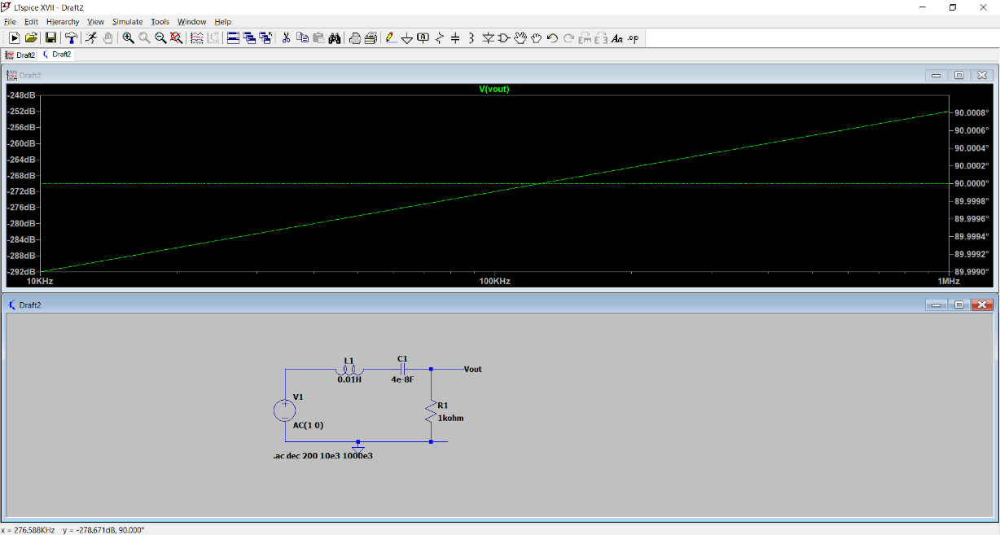 LTspice XVII - Draft2
File Edit Hierarchy View Simulate Tools Window Help
Aa .op
Draft2 Draft2
Draft2
V(vout)
-248dB
-252dB 90.0008°
-256dB 90.0006°
-260dB 90.0004°
-264dB 90.0002°
-268dB 90.0000°
-272dB 89.9998°
-276dB 89.9996°
-280dB 89.9994°
-284dB 89.9992°
-288dB 89.9990°
-292dB
10KHz 100KHz 1MHz
Draft2
L1 C1
Vout
0.01H 4e-8F
V1 R1
1kohm
AC(1 0)
.ac dec 200 10e3 1000e3
x = 276.588KHz y = -278.671dB, 90.000°